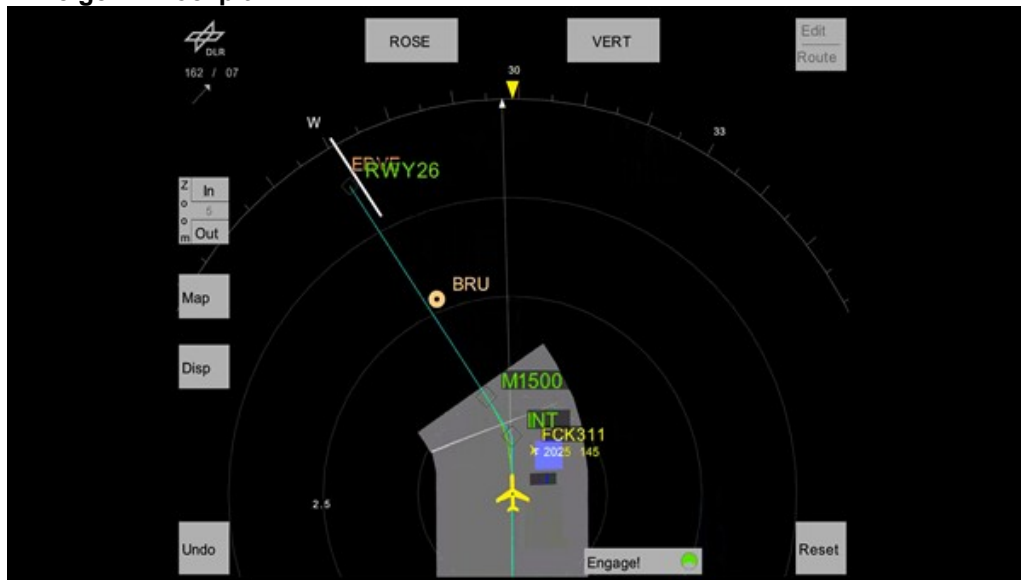 ROSE
VERT
Edit
Route
DLR
162 / 07
30
W
33
RWY26
Z
o
o
m
In
5
Out
BRU
Map
Disp
M1500
INT
FCK311
2025 145
2.5
Undo
Engage!
Reset